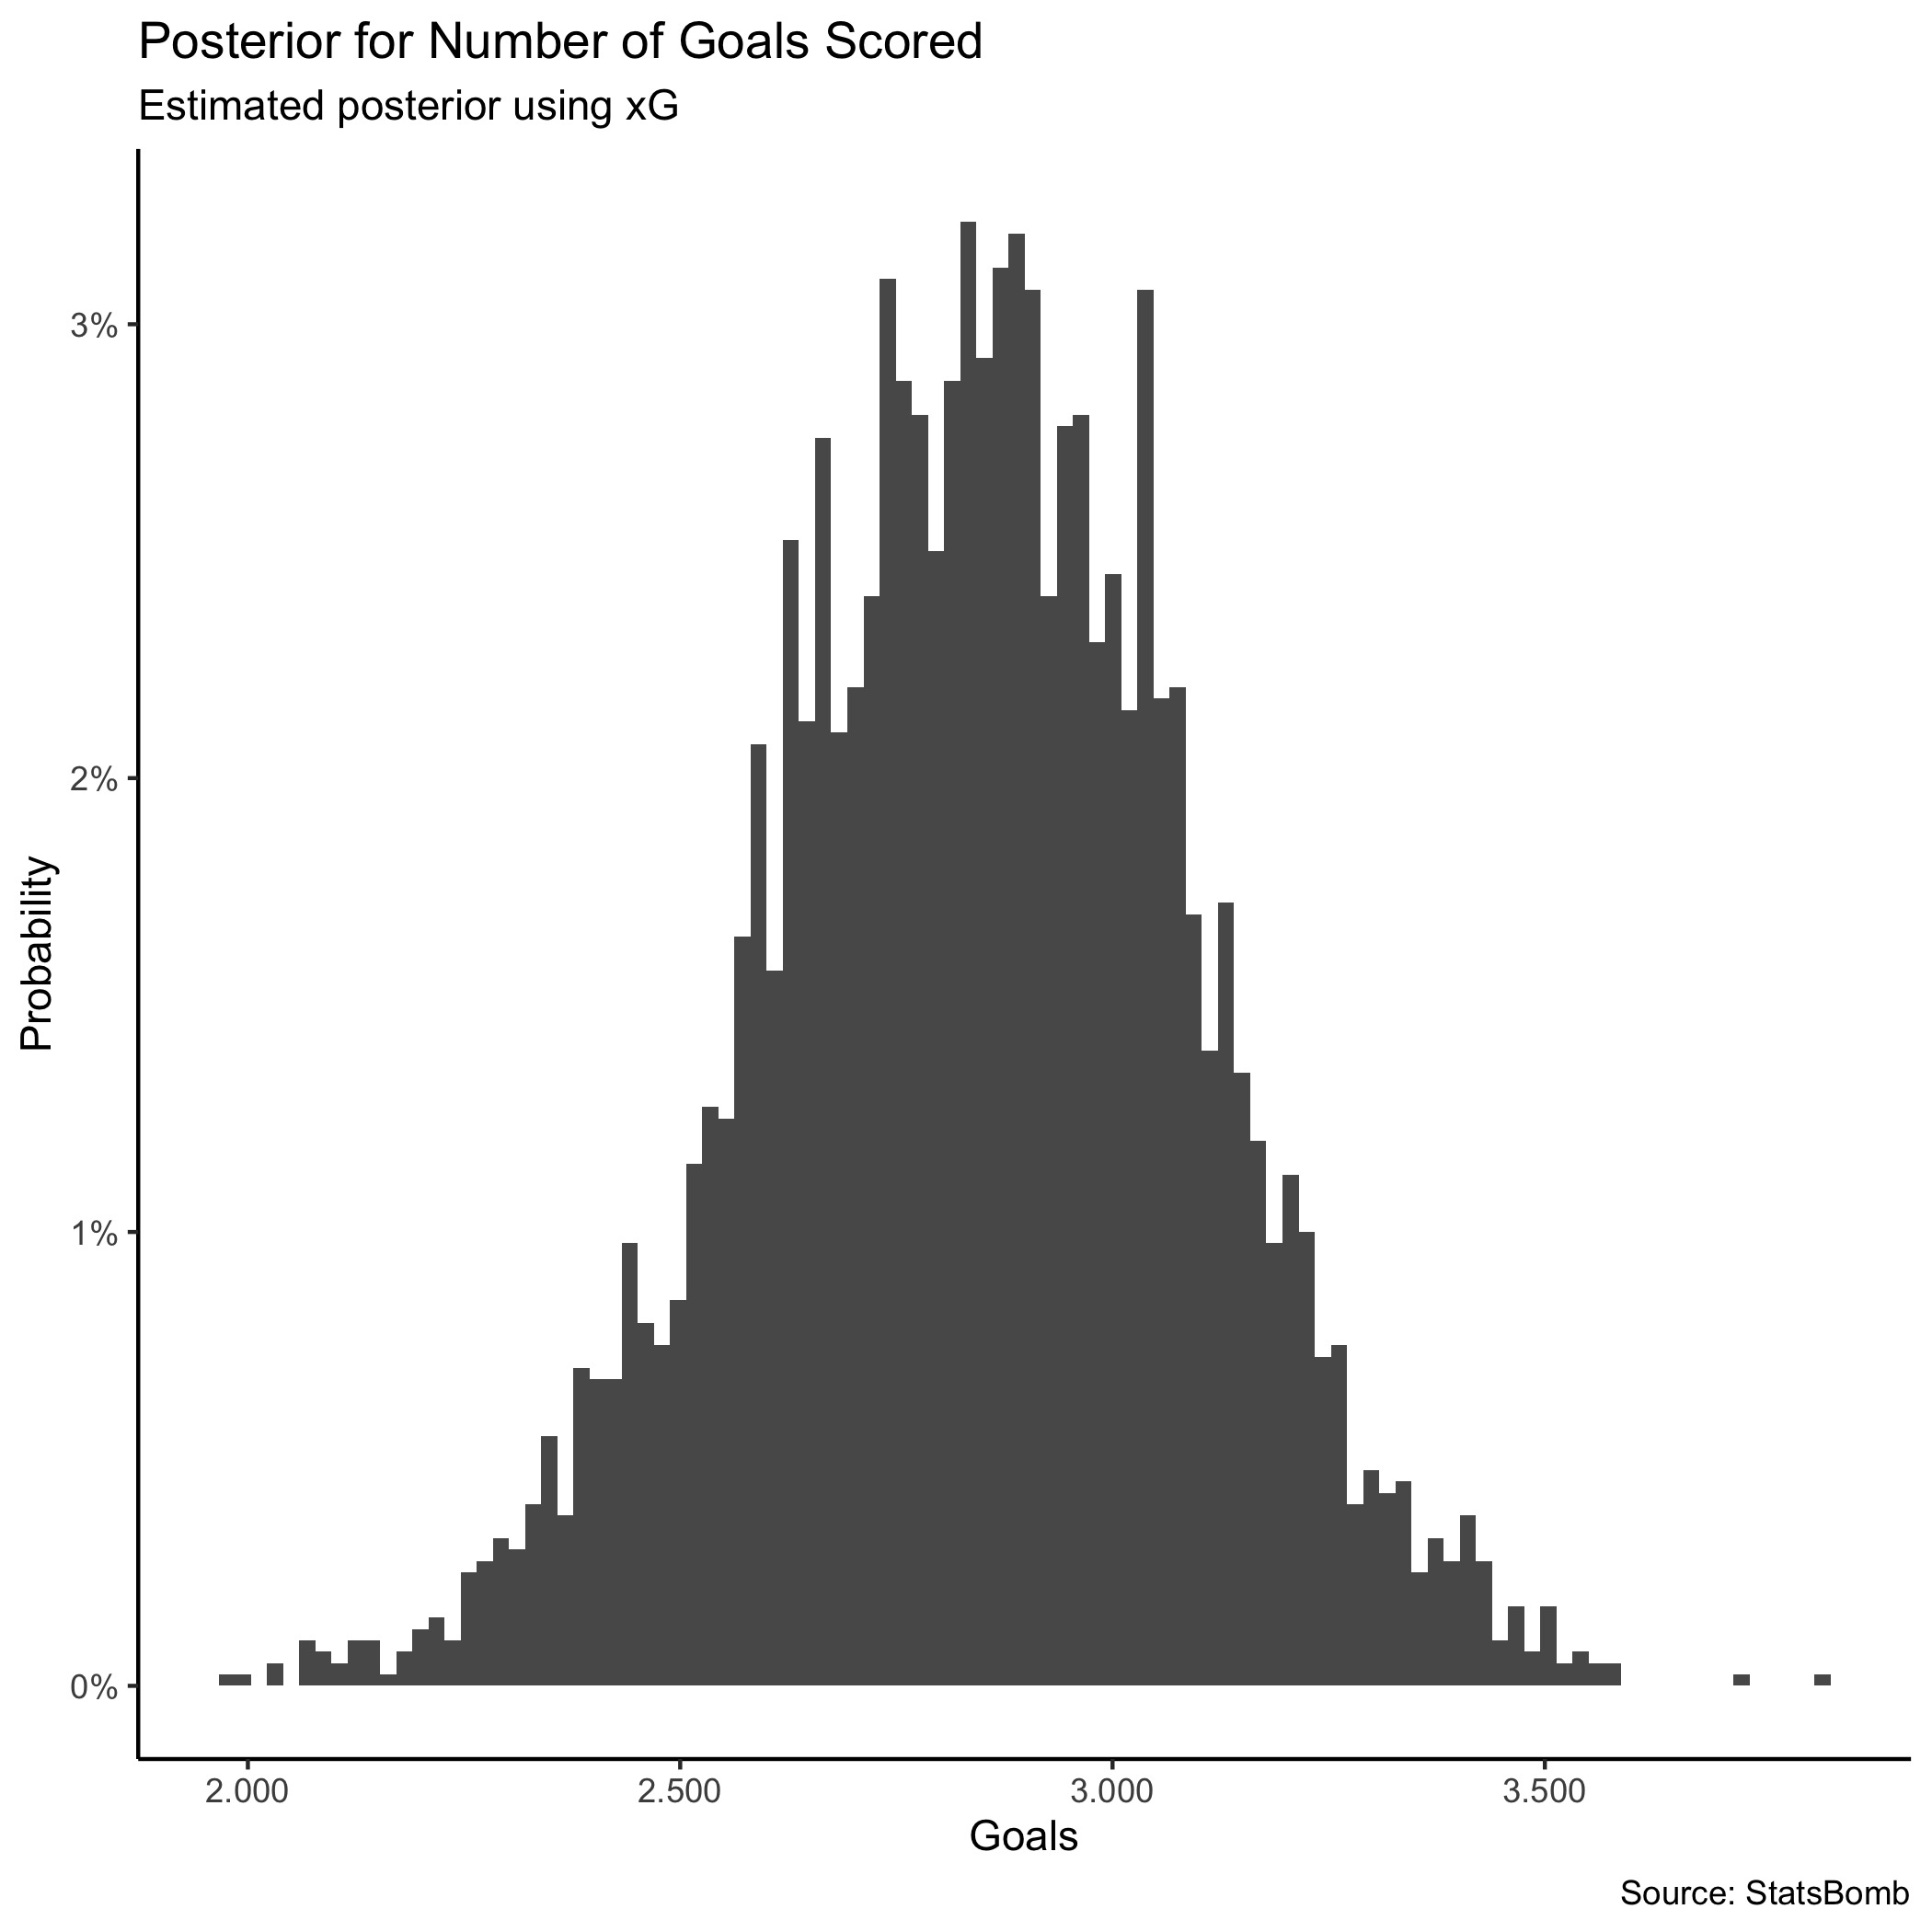 Posterior for Number of Goals Scored
Estimated posterior using xG
3%
2%
1%
0%
Probability
2.000 2.500 3.000 3.500
Goals
Source: StatsBomb